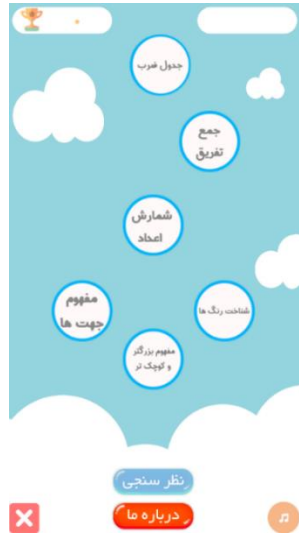 جدول ضرب
جمع
تفریق
شمارش
اعداد
مفهوم
جهت ها
شناخت رنگ ها
مفهوم بزرگتر
و کوچک تر
نظر سنجی
درباره ما